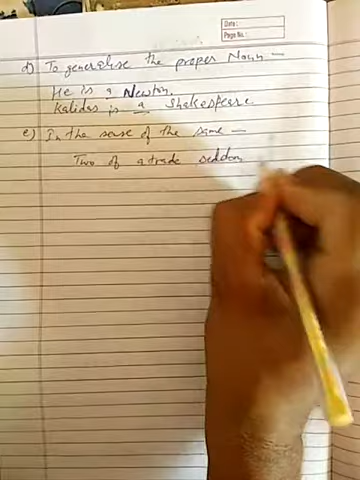 Date:
Page No.:
d) To generalise the proper Noun —
He is a Newton.
Kalidas is a Shakespeare
e) In the sense of the same —
Two of a trade seldom